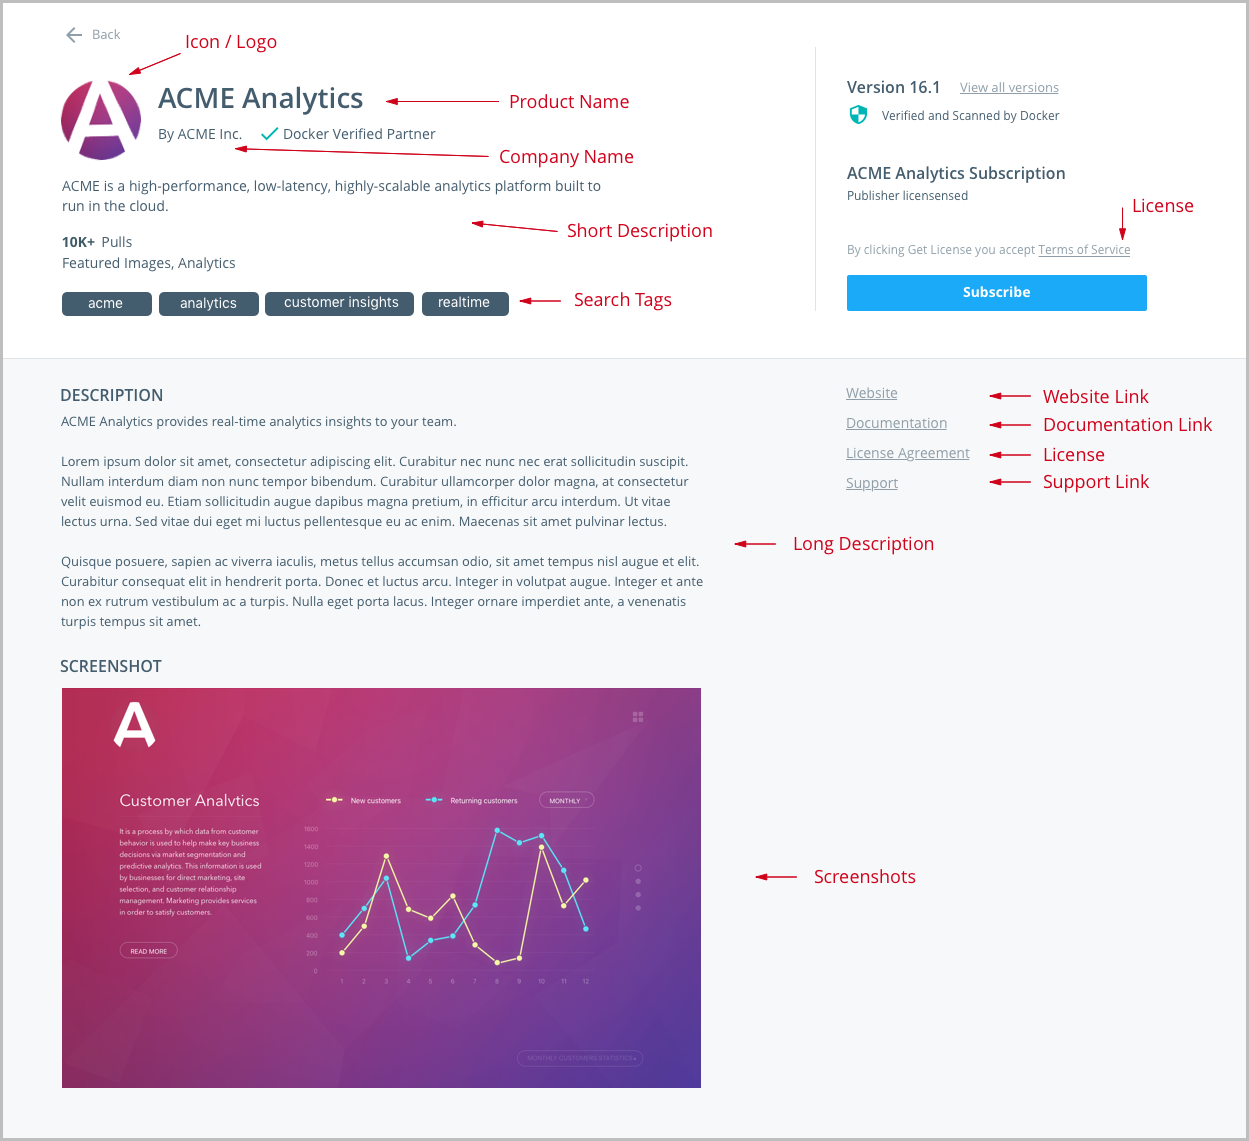 Back
Icon / Logo
ACME Analytics
Product Name
By ACME Inc.
Docker Verified Partner
Company Name
ACME is a high-performance, low-latency, highly-scalable analytics platform built to
run in the cloud.
Short Description
10K+ Pulls
Featured Images, Analytics
acme
analytics
customer insights
realtime
Search Tags
Version 16.1
View all versions
Verified and Scanned by Docker
ACME Analytics Subscription
Publisher licensensed
License
By clicking Get License you accept Terms of Service
Subscribe
DESCRIPTION
ACME Analytics provides real-time analytics insights to your team.
Lorem ipsum dolor sit amet, consectetur adipiscing elit. Curabitur nec nunc nec erat sollicitudin suscipit.
Nullam interdum diam non nunc tempor bibendum. Curabitur ullamcorper dolor magna, at consectetur
velit euismod eu. Etiam sollicitudin augue dapibus magna pretium, in efficitur arcu interdum. Ut vitae
lectus urna. Sed vitae dui eget mi luctus pellentesque eu ac enim. Maecenas sit amet pulvinar lectus.
Quisque posuere, sapien ac viverra iaculis, metus tellus accumsan odio, sit amet tempus nisl augue et elit.
Curabitur consequat elit in hendrerit porta. Donec et luctus arcu. Integer in volutpat augue. Integer et ante
non ex rutrum vestibulum ac a turpis. Nulla eget porta lacus. Integer ornare imperdiet ante, a venenatis
turpis tempus sit amet.
Long Description
Website
Website Link
Documentation
Documentation Link
License Agreement
License
Support
Support Link
SCREENSHOT
A
Customer Analvtics
It is a process by which data from customer
behavior is used to help make key business
decisions via market segmentation and
predictive analytics. This information is used
by businesses for direct marketing, site
selection, and customer relationship
management. Marketing provides services
in order to satisfy customers.
READ MORE
New customers
Returning customers
MONTHLY
1600
1400
1200
1000
800
600
400
200
0
1 2 3 4 5 6 7 8 9 10 11 12
MONTHLY CUSTOMERS STATISTICS
Screenshots